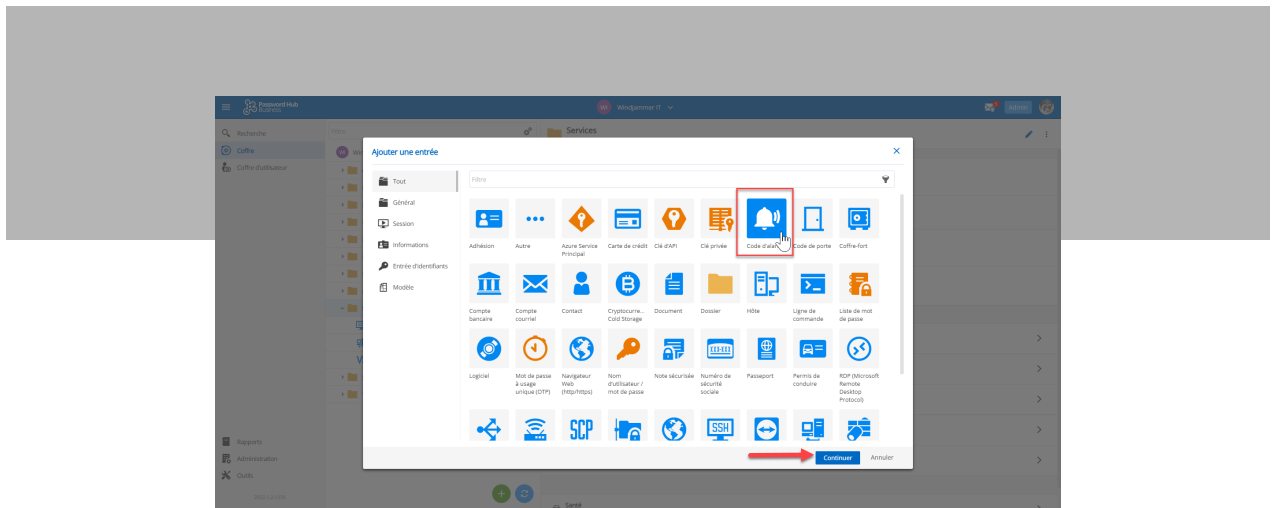 Password Hub
Business
WI Windjammer IT
Admin
Recherche
Coffre
Coffre d'utilisateur
Rapports
Administration
Outils
Filtre
Services
Ajouter une entrée
Tout
Général
Session
Informations
Entrée d'identifiants
Modèle
Filtre
Adhésion
Autre
Azure Service
Principal
Carte de crédit
Clé d'API
Clé privée
Code de porte
Coffre-fort
Compte
bancaire
Compte
courriel
Contact
Cryptocurre...
Cold Storage
Document
Dossier
Hôte
Ligne de
commande
Liste de mot
de passe
Logiciel
Mot de passe
à usage
unique (OTP)
Navigateur
Web
(http/https)
Nom
d'utilisateur /
mot de passe
Note sécurisée
Numéro de
sécurité
sociale
Passeport
Permis de
conduire
RDP (Microsoft
Remote
Desktop
Protocol)
SCP
SSH
Continuer
Annuler
Santé